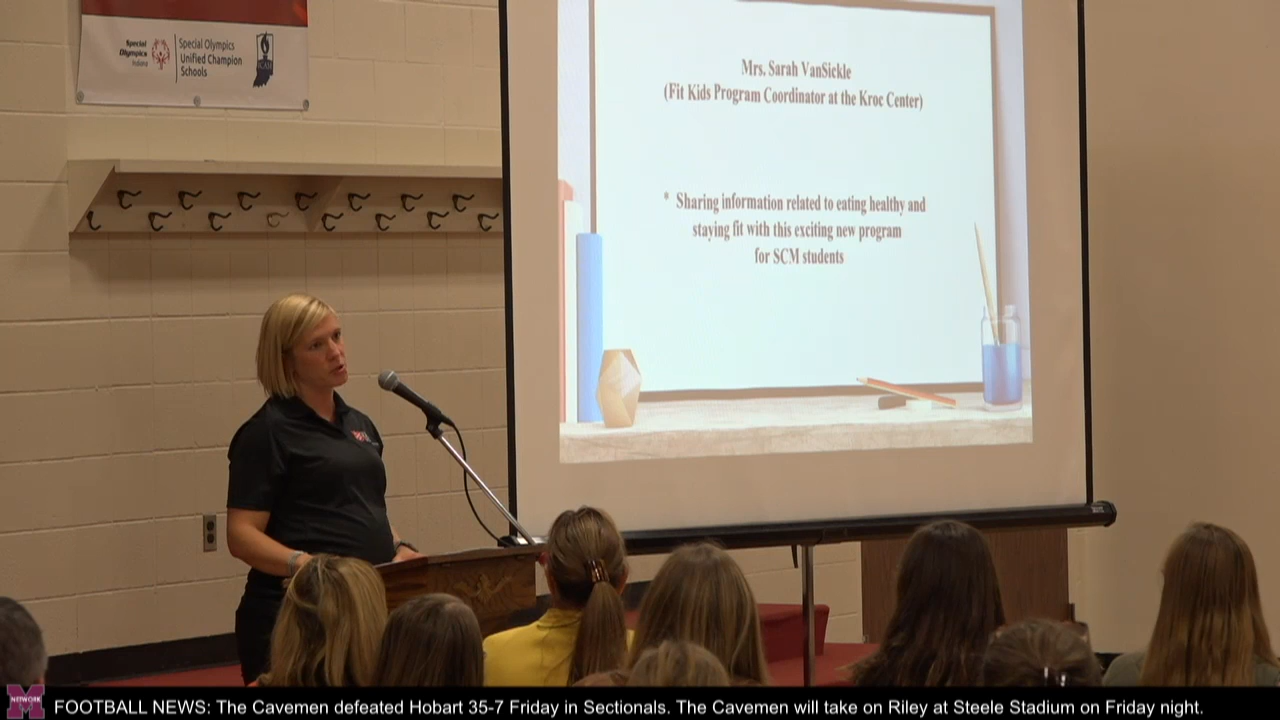 Special
Olympics
Indiana
Special Olympics
Unified Champion
Schools
Mrs. Sarah VanSickle
(Fit Kids Program Coordinator at the Kroc Center)
* Sharing information related to eating healthy and
staying fit with this exciting new program
for SCM students
M
NETWORK
FOOTBALL NEWS: The Cavemen defeated Hobart 35-7 Friday in Sectionals. The Cavemen will take on Riley at Steele Stadium on Friday night.